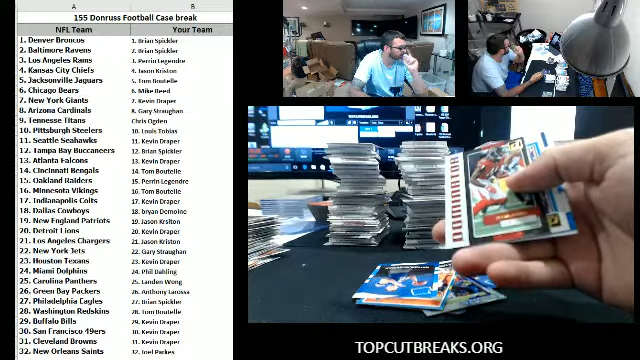 A B
155 Donruss Football Case break
NFL Team Your Team
1. Denver Broncos 1. Brian Spickler
2. Baltimore Ravens 2. Brian Spickler
3. Los Angeles Rams 3. Perrin Legendre
4. Kansas City Chiefs 4. Jason Kriston
5. Jacksonville Jaguars 5. Tom Boutelle
6. Chicago Bears 6. Mike Reed
7. New York Giants 7. Kevin Draper
8. Arizona Cardinals 8. Gary Straughan
9. Tennesse Titans Chris Ogden
10. Pittsburgh Steelers 10. Louis Tobias
11. Seattle Seahawks 11. Kevin Draper
12. Tampa Bay Buccaneers 12. Brian Spickler
13. Atlanta Falcons 13. Kevin Draper
14. Cincinnati Bengals 14. Tom Boutelle
15. Oakland Raiders 15. Perrin Legendre
16. Minnesota Vikings 16. Tom Boutelle
17. Indianapolis Colts 17. Kevin Draper
18. Dallas Cowboys 18. bryan Demoine
19. New England Patriots 19. Jason Kriston
20. Detroit Lions 20. Kevin Draper
21. Los Angeles Chargers 21. Jason Kriston
22. New York Jets 22. Gary Straughan
23. Houston Texans 23. Kevin Draper
24. Miami Dolphins 24. Phil Dahling
25. Carolina Panthers 25. Landen Wong
26. Green Bay Packers 26. Anthony Larossa
27. Philadelphia Eagles 27. Brian Spickler
28. Washington Redskins 28. Tom Boutelle
29. Buffalo Bills 29. Kevin Draper
30. San Francisco 49ers 30. Kevin Draper
31. Cleveland Browns 31. Kevin Draper
32. New Orleans Saints 32. Joel Parkes
TOPCUTBREAKS.ORG